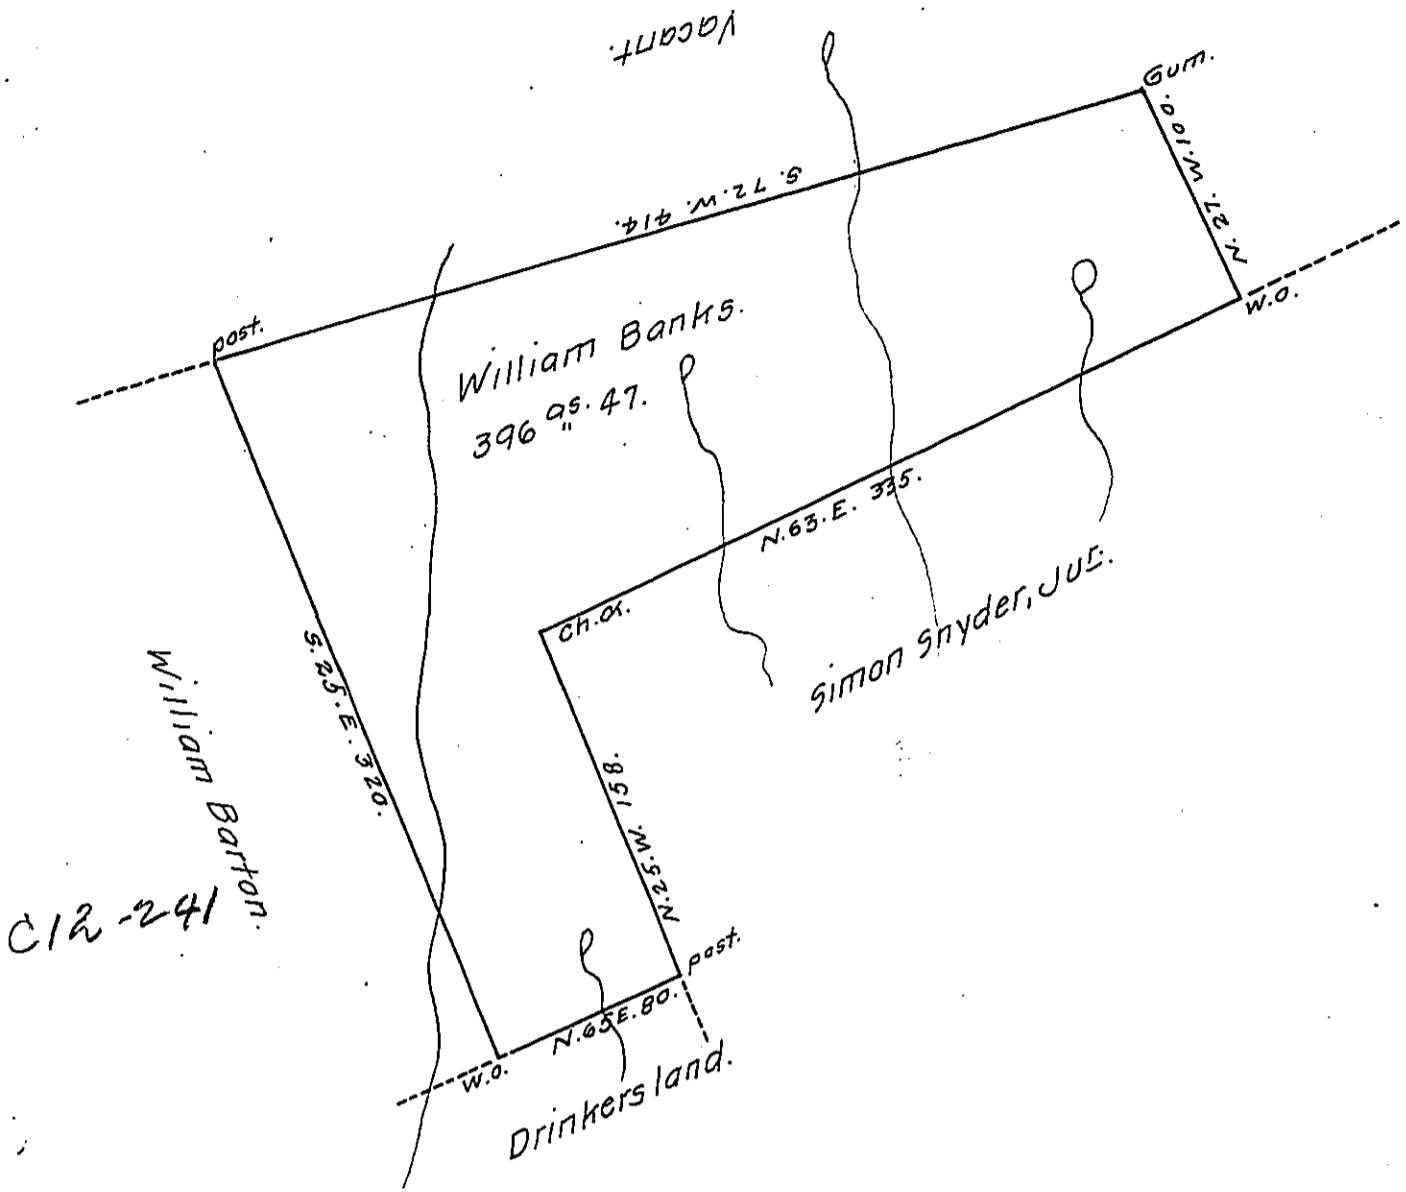 Vacant.
Gum.
N. 27. W. 100.
S. 72. W. 414.
post.
W.O.
William Banks.
396 as. 47.
"
N. 63. E. 335.
Ch. O.
Simon Snyder, Jur.
S. 25. E. 320.
N. 25. W. 158.
William Barton.
C12-241
post.
N. 65 E. 80.
W.O.
Drinkers land.